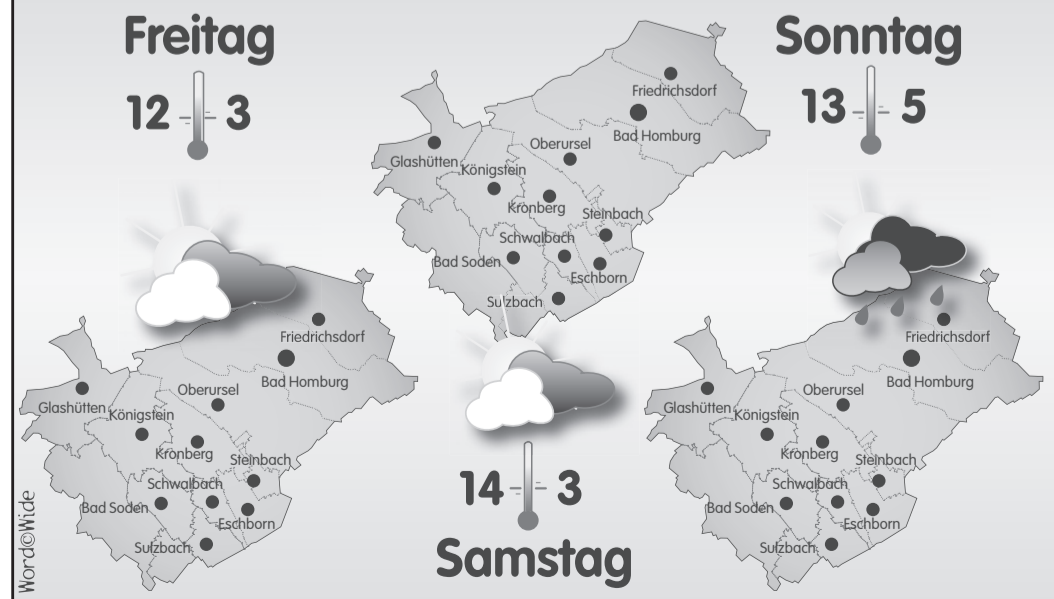 Freitag
12 3
Friedrichsdorf
Bad Homburg
Oberursel
Glashütten
Königstein
Kronberg
Steinbach
Schwalbach
Bad Soden
Eschborn
Sulzbach
Friedrichsdorf
Bad Homburg
Oberursel
Glashütten
Königstein
Kronberg
Steinbach
Schwalbach
Bad Soden
Eschborn
Sulzbach
14 3
Samstag
Sonntag
13 5
Friedrichsdorf
Bad Homburg
Oberursel
Glashütten
Königstein
Kronberg
Steinbach
Schwalbach
Bad Soden
Eschborn
Sulzbach
Word©Wide